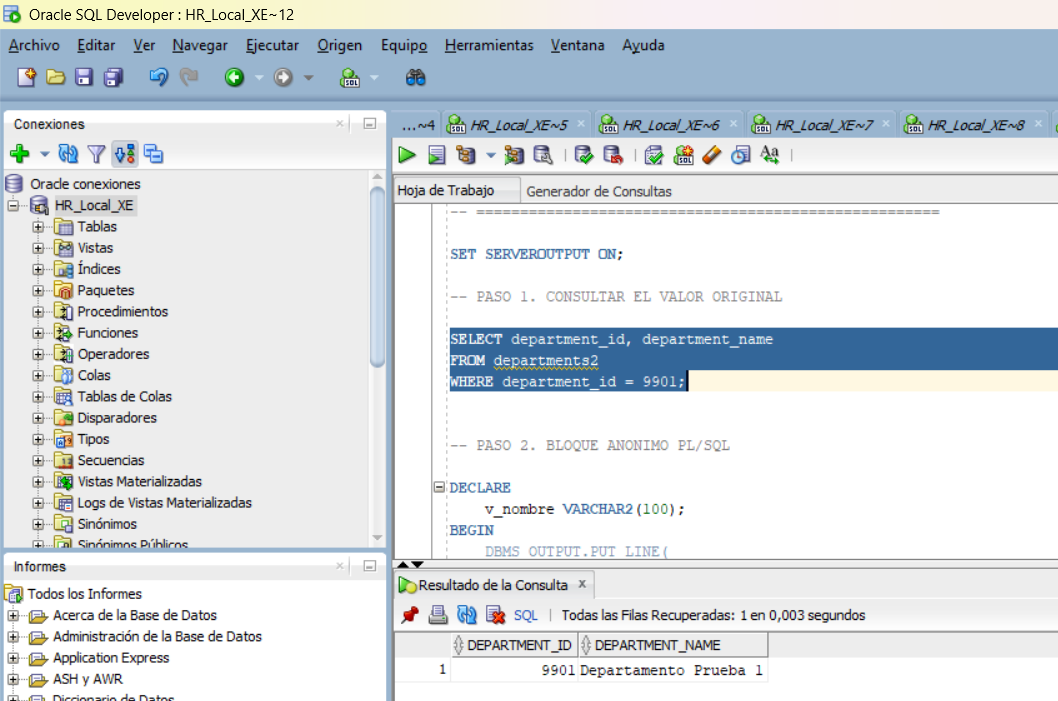 Oracle SQL Developer : HR_Local_XE~12
Archivo Editar Ver Navegar Ejecutar Origen Equipo Herramientas Ventana Ayuda
Conexiones
Oracle conexiones
HR_Local_XE
Tablas
Vistas
Índices
Paquetes
Procedimientos
Funciones
Operadores
Colas
Tablas de Colas
Disparadores
Tipos
Secuencias
Vistas Materializadas
Logs de Vistas Materializadas
Sinónimos
Sinónimos Públicos
Informes
Todos los Informes
Acerca de la Base de Datos
Administración de la Base de Datos
Application Express
ASH y AWR
Diccionario de Datos
...~4 HR_Local_XE~5 HR_Local_XE~6 HR_Local_XE~7 HR_Local_XE~8
Hoja de Trabajo Generador de Consultas
-- =====================================================
SET SERVEROUTPUT ON;
-- PASO 1. CONSULTAR EL VALOR ORIGINAL
SELECT department_id, department_name
FROM departments2
WHERE department_id = 9901;
-- PASO 2. BLOQUE ANONIMO PL/SQL
DECLARE
v_nombre VARCHAR2(100);
BEGIN
DBMS_OUTPUT.PUT_LINE(
Resultado de la Consulta x
SQL | Todas las Filas Recuperadas: 1 en 0,003 segundos
DEPARTMENT_ID DEPARTMENT_NAME
1 9901 Departamento Prueba 1